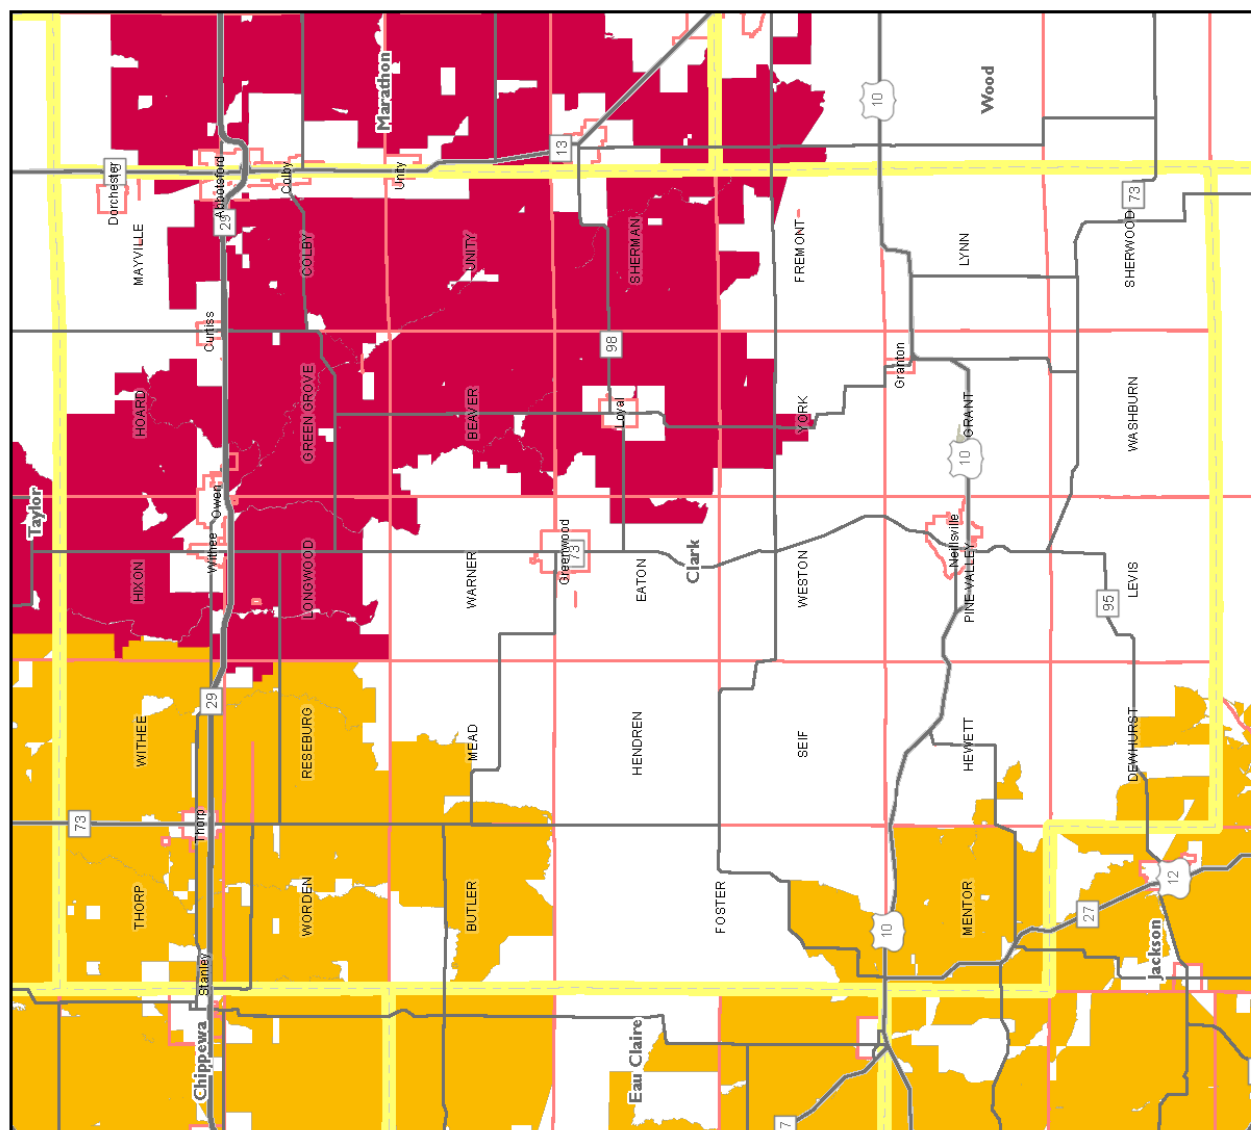 Taylor
Marathon
Wood
Clark
Chippewa
Eau Claire
Jackson
THORP
WITHEE
HIXON
HOARD
MAYVILLE
Dorchester
Stanley
Thorp
Withee
Owen
Curtiss
Abbotsford
73
29
29
WORDEN
RESEBURG
LONGWOOD
GREEN GROVE
COLBY
Colby
BUTLER
MEAD
WARNER
BEAVER
UNITY
Unity
Greenwood
73
13
HENDREN
EATON
Loyal
98
SHERMAN
FOSTER
SEIF
WESTON
YORK
FREMONT
7
10
Granton
10
MENTOR
HEWETT
PINE VALLEY
Neillsville
10
GRANT
LYNN
27
12
DEWHURST
95
LEVIS
WASHBURN
SHERWOOD
73